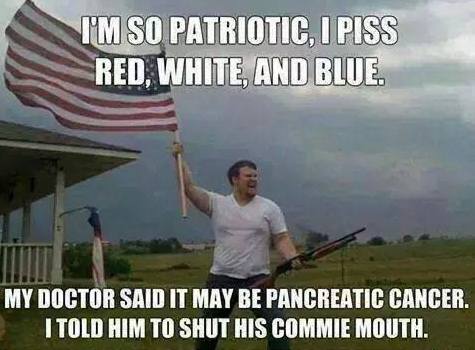 I'M SO PATRIOTIC, I PISS
RED, WHITE, AND BLUE.
MY DOCTOR SAID IT MAY BE PANCREATIC CANCER.
I TOLD HIM TO SHUT HIS COMMIE MOUTH.